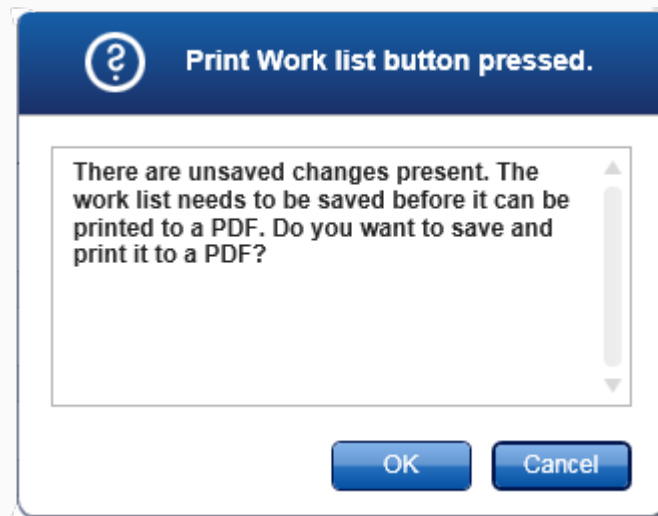 Print Work list button pressed.
There are unsaved changes present. The
work list needs to be saved before it can be
printed to a PDF. Do you want to save and
print it to a PDF?
OK
Cancel